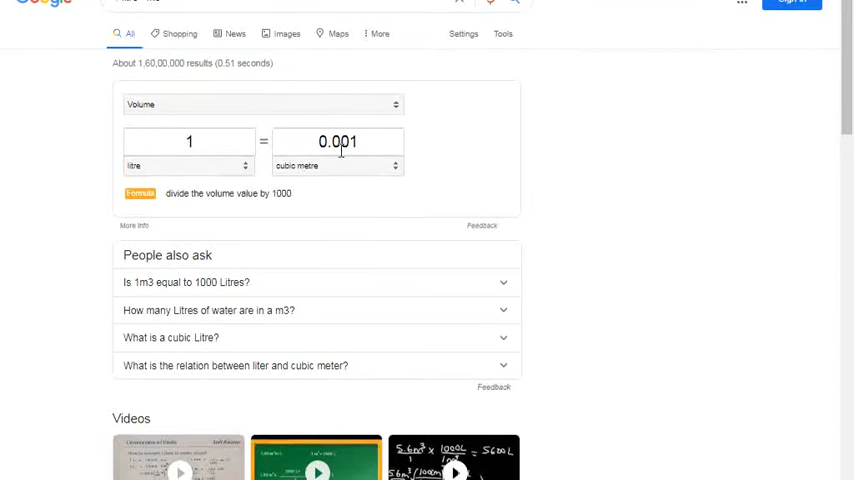 All Shopping News Images Maps More Settings Tools
About 1,60,00,000 results (0.51 seconds)
Volume
1 = 0.001
litre cubic metre
Formula divide the volume value by 1000
More info Feedback
People also ask
Is 1m3 equal to 1000 Litres?
How many Litres of water are in a m3?
What is a cubic Litre?
What is the relation between liter and cubic meter?
Feedback
Videos